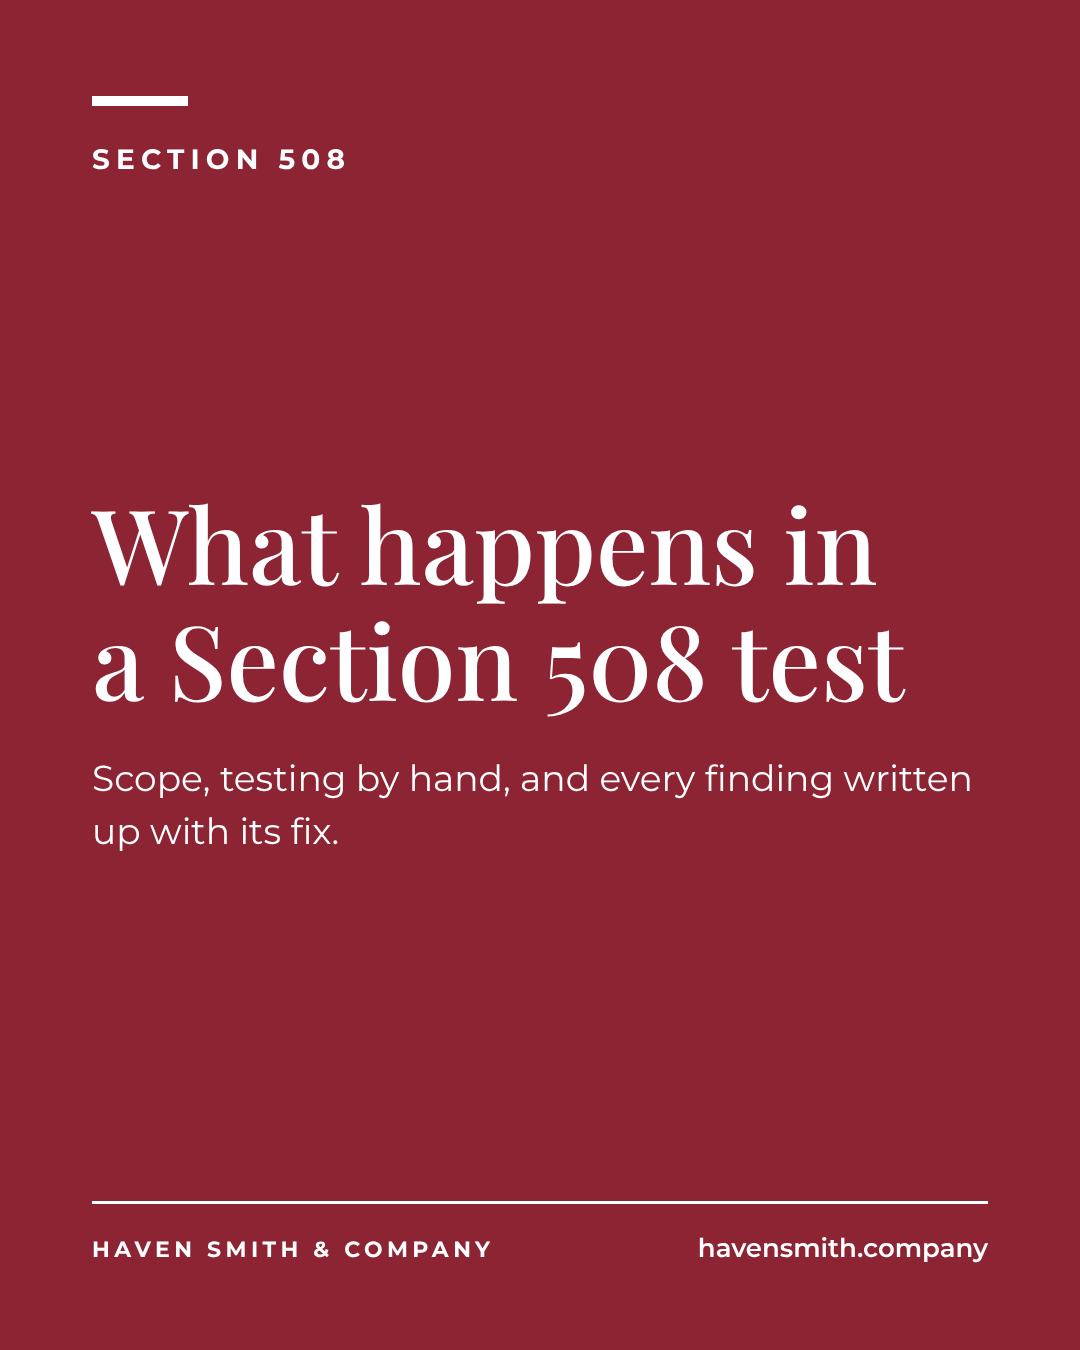 SECTION 508
What happens in
a Section 508 test
Scope, testing by hand, and every finding written
up with its fix.
HAVEN SMITH & COMPANY
havensmith.company